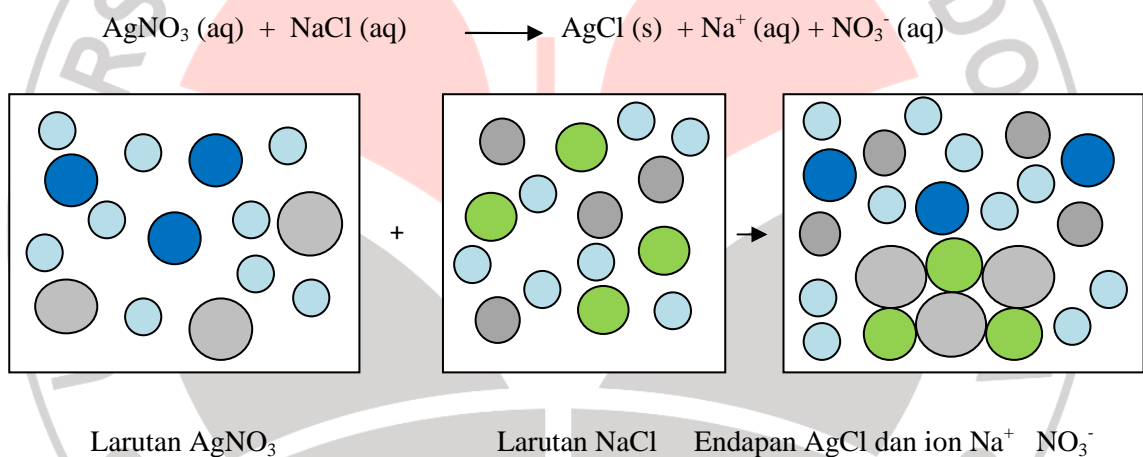 AgNO₃ (aq) + NaCl (aq) ⟶ AgCl (s) + Na⁺ (aq) + NO₃⁻ (aq)
+ →
Larutan AgNO₃ Larutan NaCl Endapan AgCl dan ion Na⁺ NO₃⁻